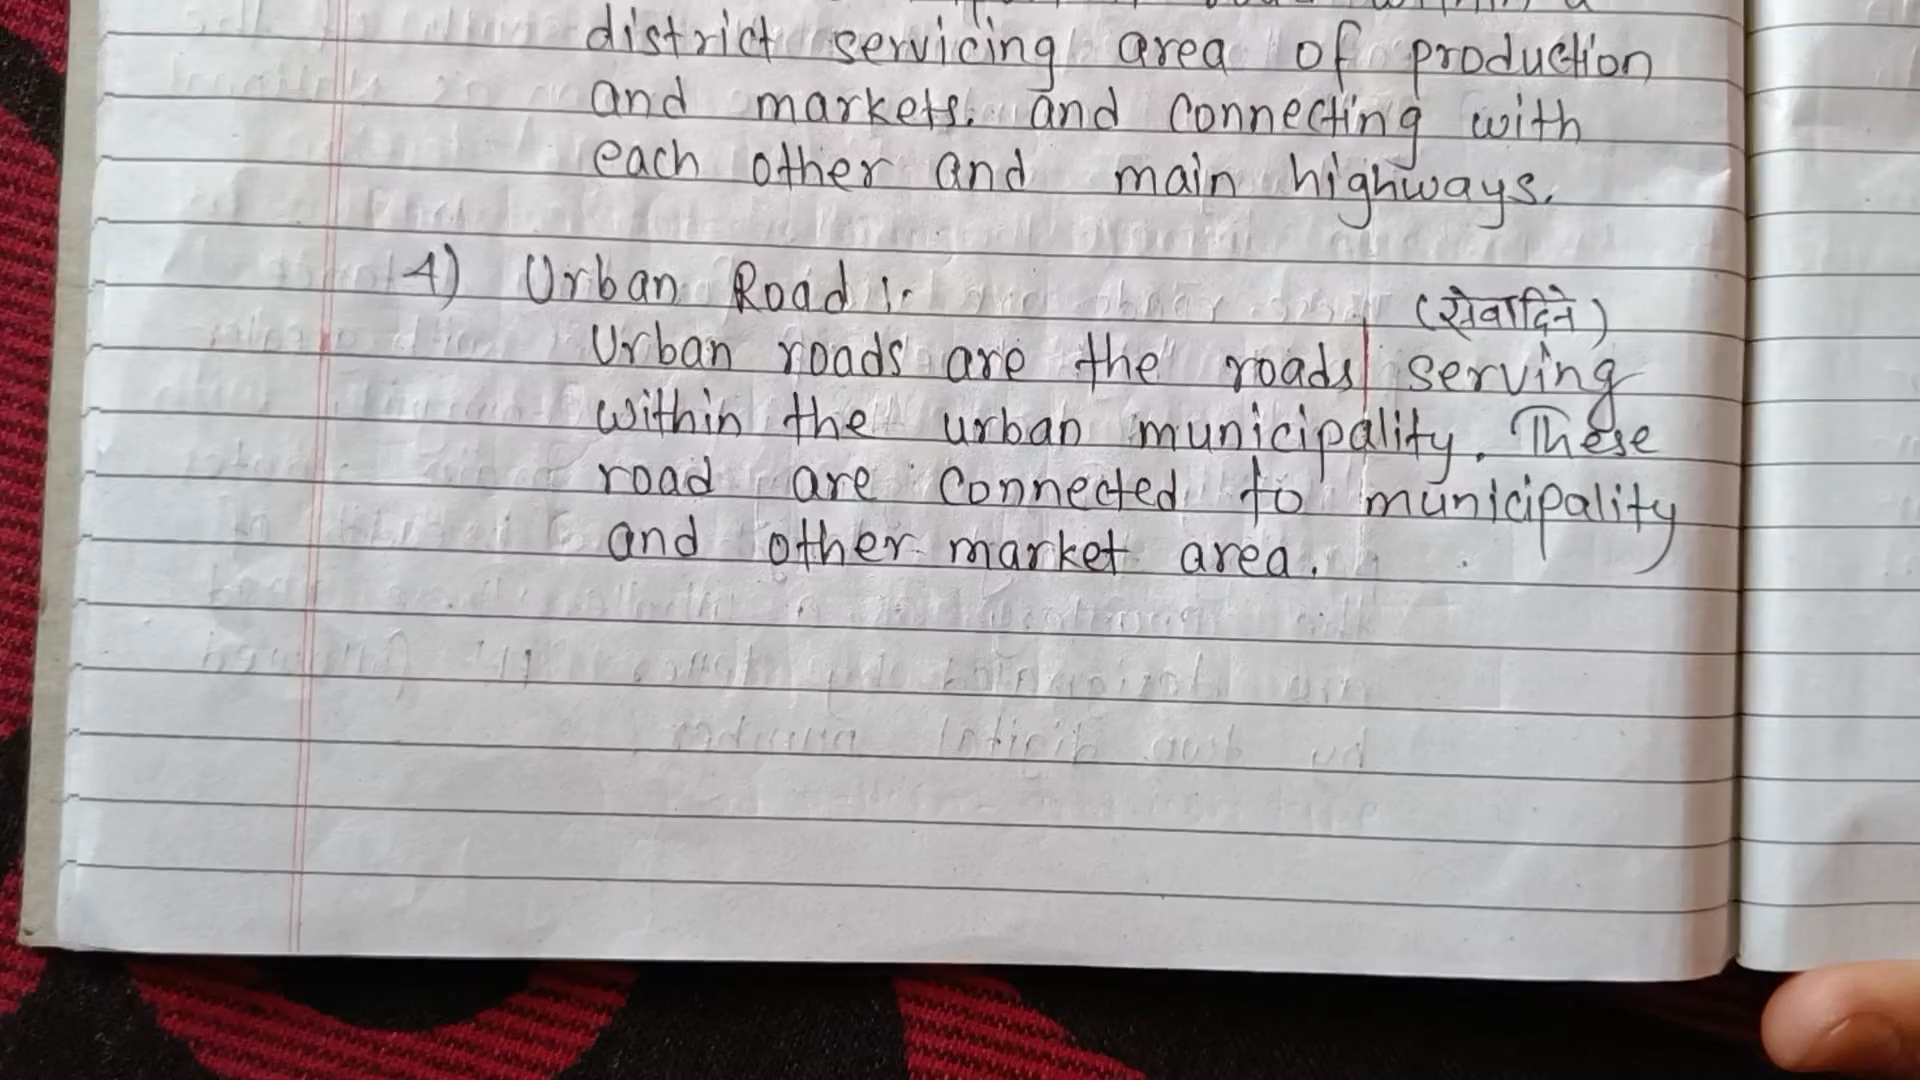 district servicing area of production
and markets. and connecting with
each other and main highways.
4) Urban Road :-
(सेवादिने)
Urban roads are the roads serving
within the urban municipality. These
road are connected to municipality
and other market area.